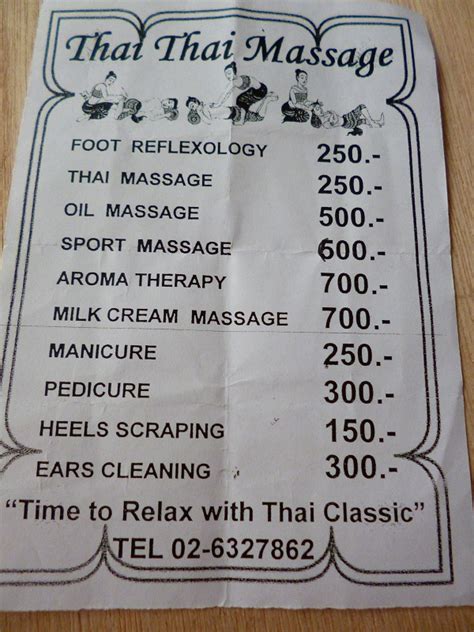 Thai Thai Massage
FOOT REFLEXOLOGY 250.-
THAI MASSAGE 250.-
OIL MASSAGE 500.-
SPORT MASSAGE 600.-
AROMA THERAPY 700.-
MILK CREAM MASSAGE 700.-
MANICURE 250.-
PEDICURE 300.-
HEELS SCRAPING 150.-
EARS CLEANING 300.-
“Time to Relax with Thai Classic”
TEL 02-6327862